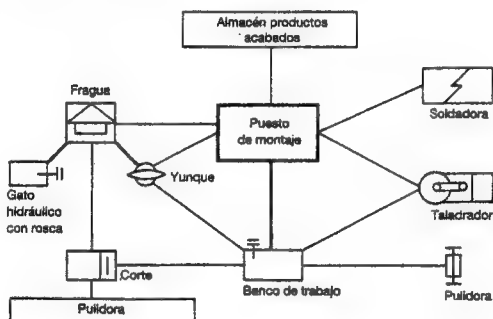 Almacén productos
acabados
Fragua
Puesto
de montaje
Soldadora
Gato
hidráulico
con rosca
Yunque
Taladrador
Corte
Banco de trabajo
Pulidora
Pulidora